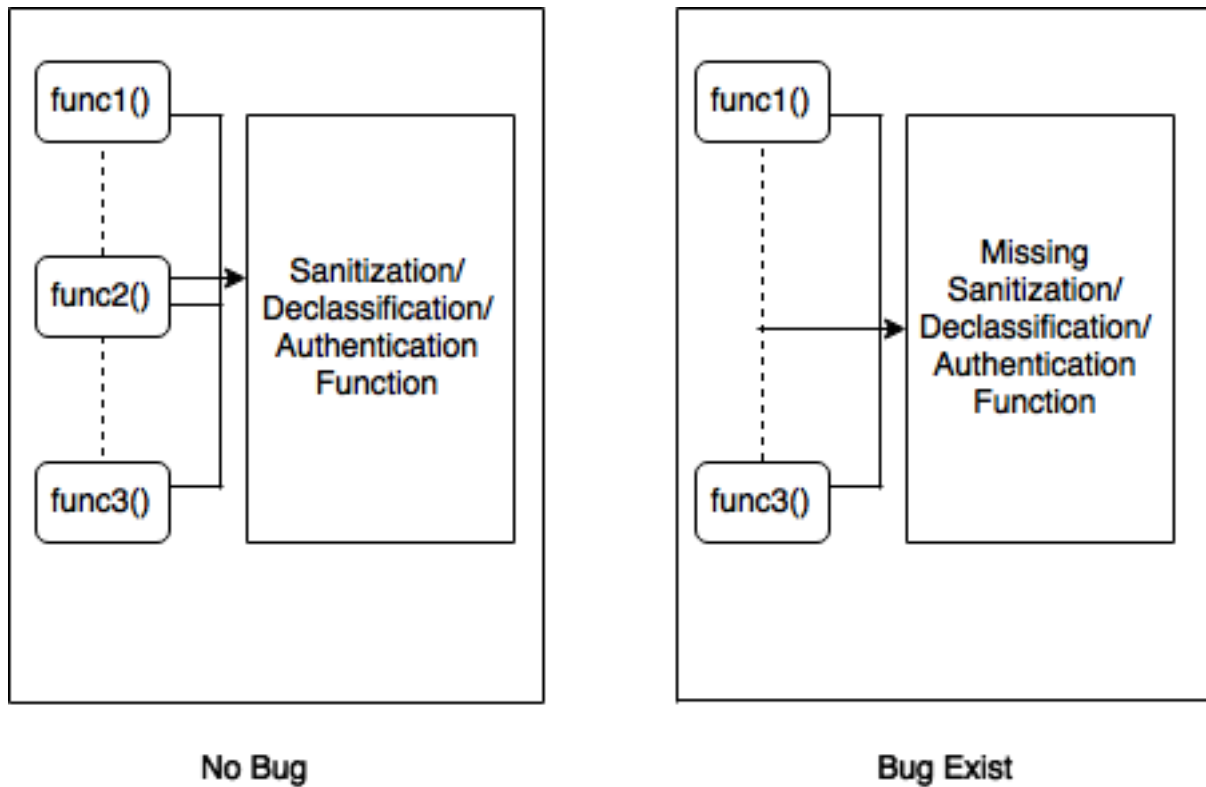 func1()
func2()
func3()
Sanitization/
Declassification/
Authentication
Function
No Bug
func1()
func3()
Missing
Sanitization/
Declassification/
Authentication
Function
Bug Exist